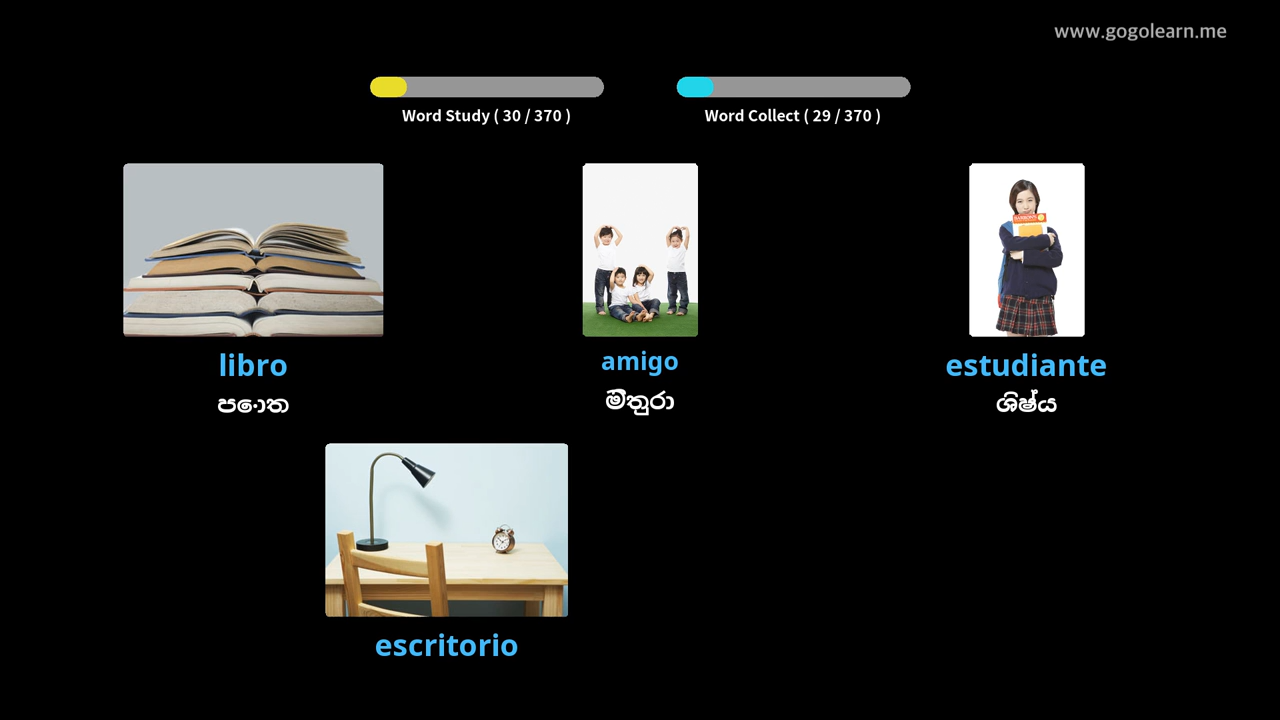 www.gogolearn.me
Word Study ( 30 / 370 )
Word Collect ( 29 / 370 )
libro
amigo
estudiante
පොත
මිතුරා
ශිෂ්ය
escritorio